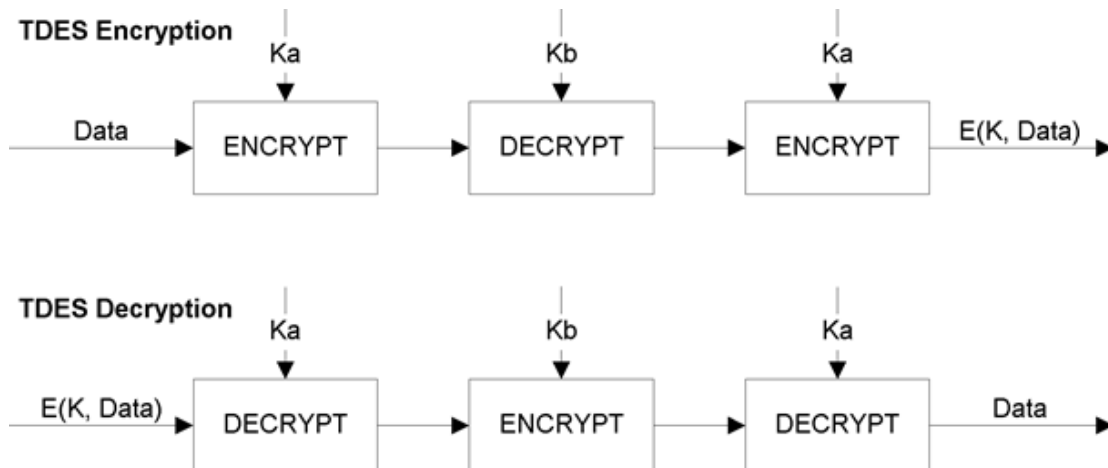 TDES Encryption
Ka
Kb
Ka
Data
ENCRYPT
DECRYPT
ENCRYPT
E(K, Data)
TDES Decryption
Ka
Kb
Ka
E(K, Data)
DECRYPT
ENCRYPT
DECRYPT
Data